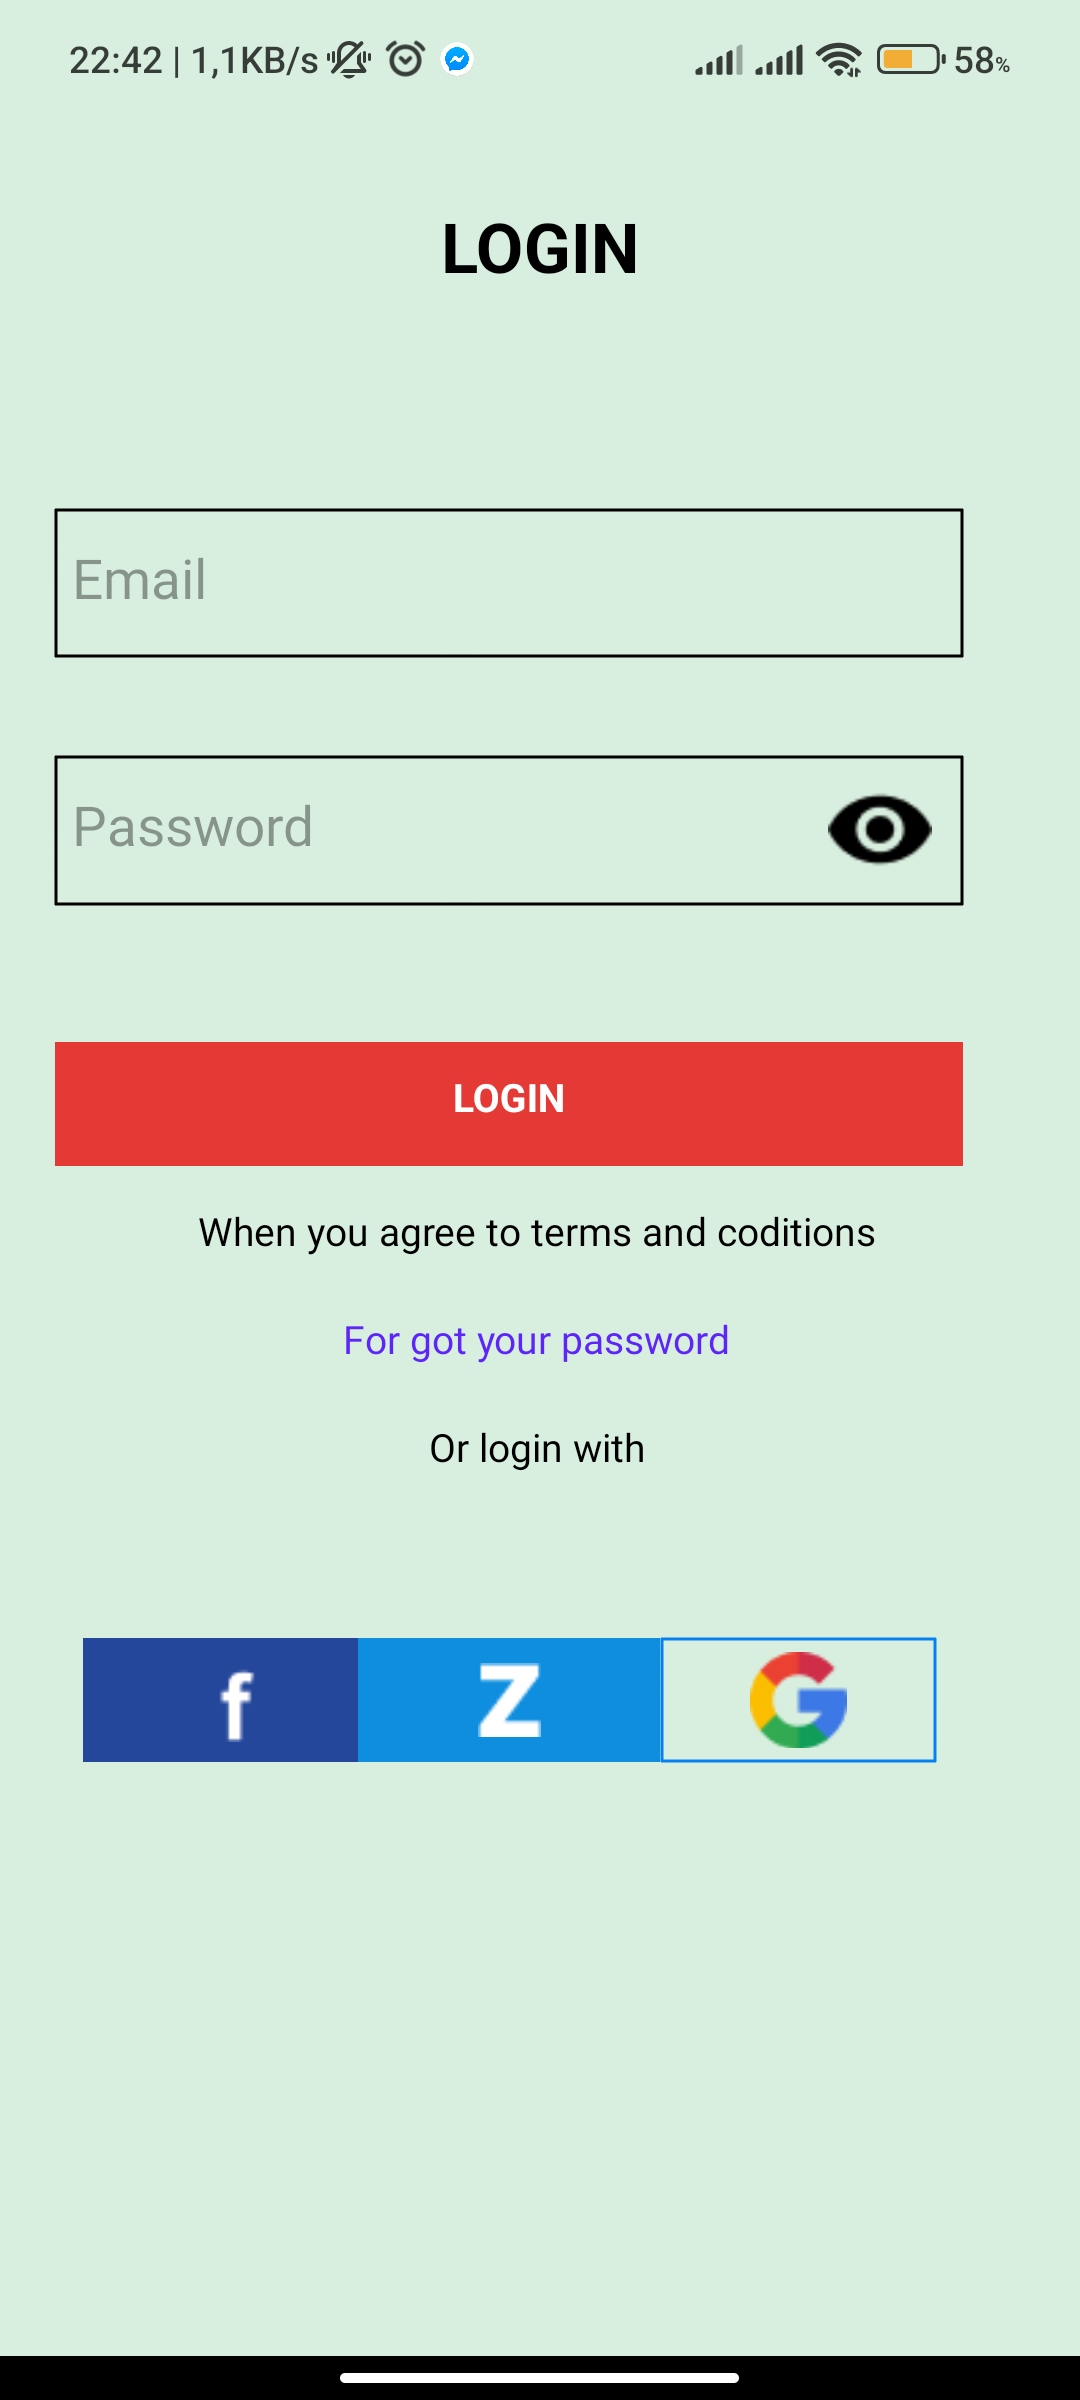 22:42 | 1,1KB/s 58%
LOGIN
Email
Password
LOGIN
When you agree to terms and coditions
For got your password
Or login with
f Z G